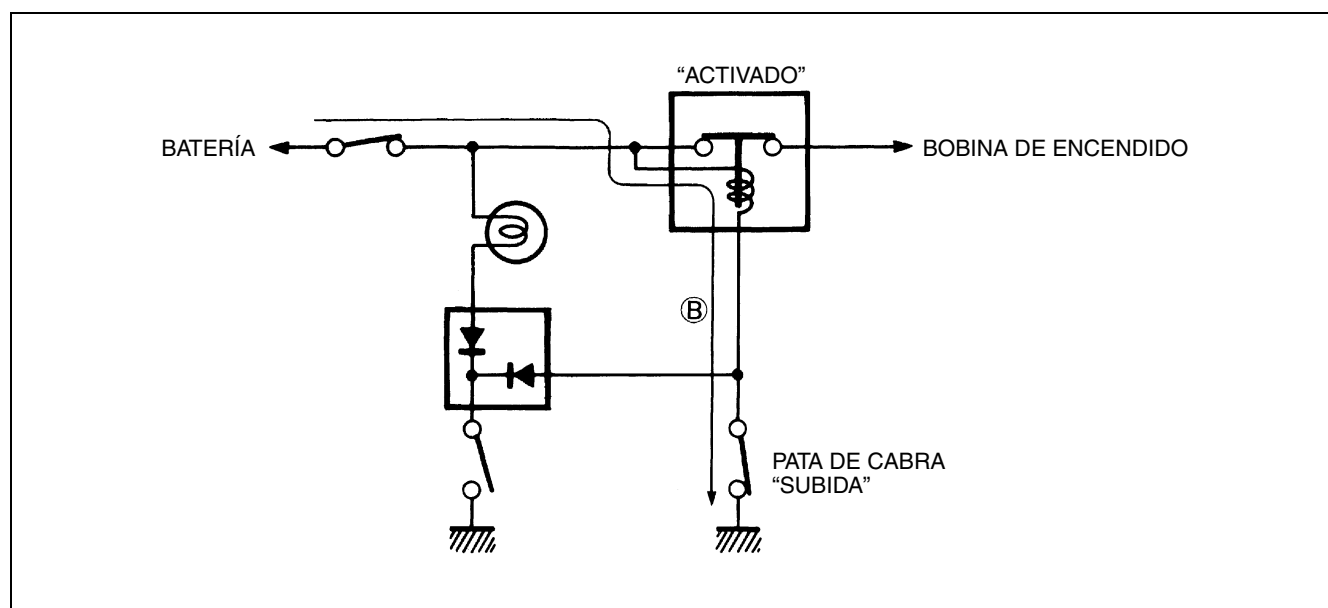 “ACTIVADO”
BATERÍA
BOBINA DE ENCENDIDO
B
PATA DE CABRA
“SUBIDA”